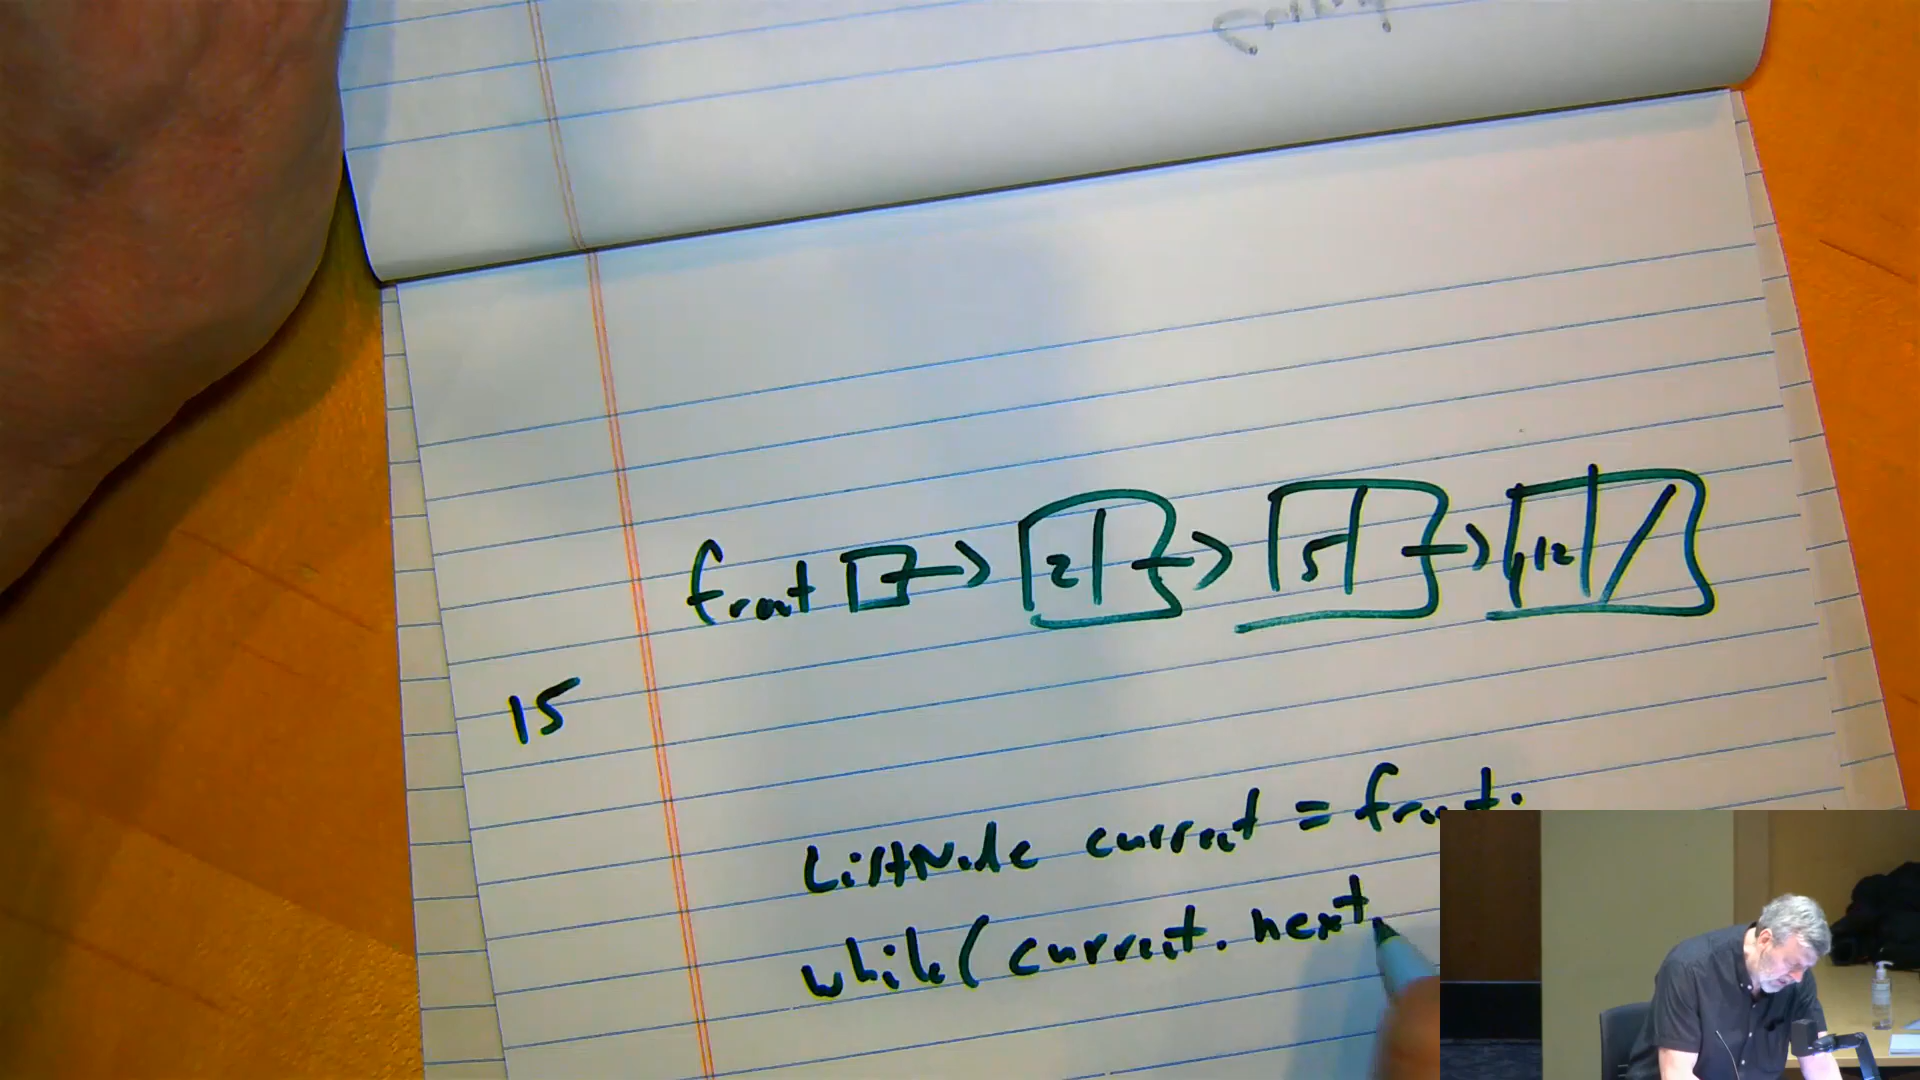 front 2 5 12
15
ListNode current = front.
while( current. next.